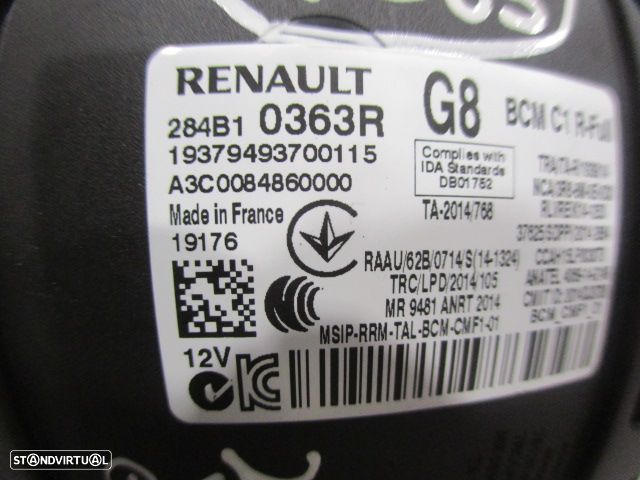 RENAULT
284B1 0363R G8 BCM C1 R-Full
19379493700115
A3C0084860000
Made in France
19176
Complies with
IDA Standards
DB01752
TA-2014/768
RAAU/62B/0714/S(14-1324)
TRC/LPD/2014/105
MR 9481 ANRT 2014
MSIP-RRM-TAL-BCM-CMF1-01
12V
STANDVIRTUAL